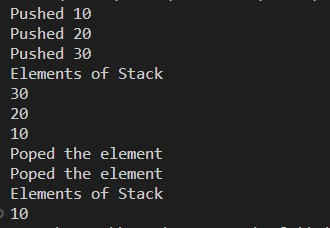 Pushed 10
Pushed 20
Pushed 30
Elements of Stack
30
20
10
Poped the element
Poped the element
Elements of Stack
10